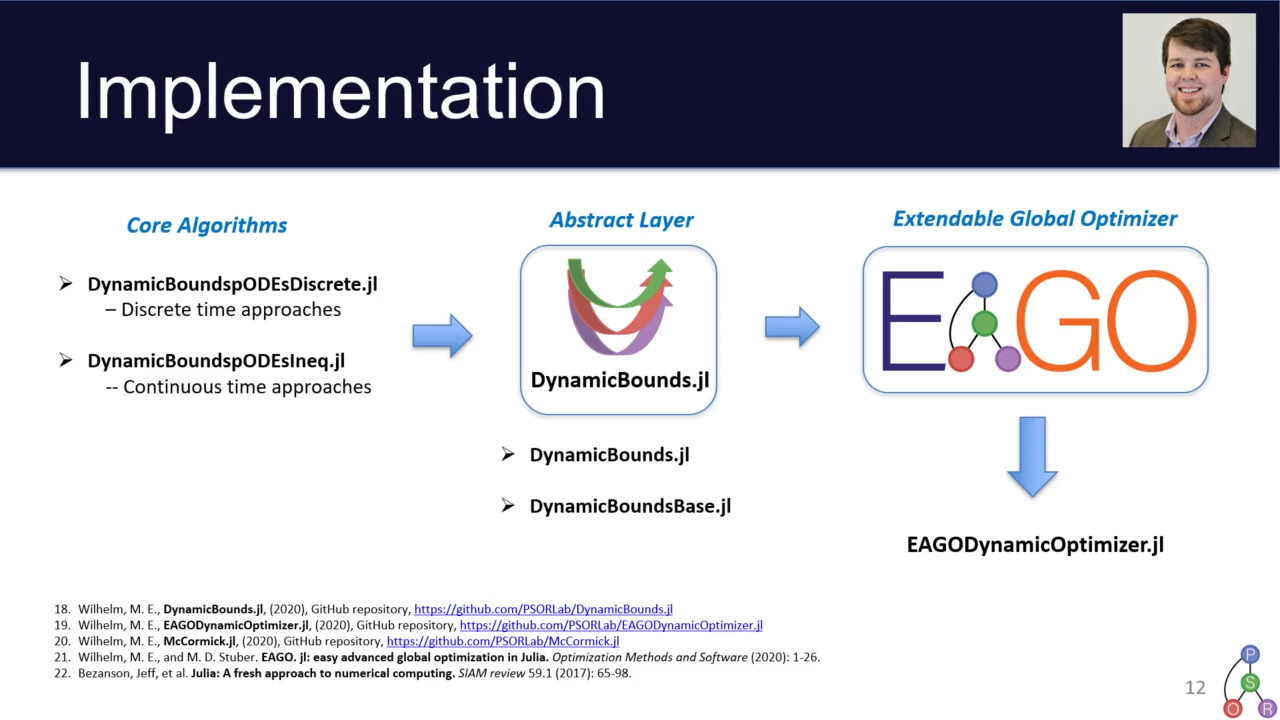 Implementation
Core Algorithms
➢ DynamicBoundspODEsDiscrete.jl
– Discrete time approaches
➢ DynamicBoundspODEsIneq.jl
-- Continuous time approaches
Abstract Layer
DynamicBounds.jl
➢ DynamicBounds.jl
➢ DynamicBoundsBase.jl
Extendable Global Optimizer
EAGO
EAGODynamicOptimizer.jl
18. Wilhelm, M. E., DynamicBounds.jl, (2020), GitHub repository, https://github.com/PSORLab/DynamicBounds.jl
19. Wilhelm, M. E., EAGODynamicOptimizer.jl, (2020), GitHub repository, https://github.com/PSORLab/EAGODynamicOptimizer.jl
20. Wilhelm, M. E., McCormick.jl, (2020), GitHub repository, https://github.com/PSORLab/McCormick.jl
21. Wilhelm, M. E., and M. D. Stuber. EAGO. jl: easy advanced global optimization in Julia. Optimization Methods and Software (2020): 1-26.
22. Bezanson, Jeff, et al. Julia: A fresh approach to numerical computing. SIAM review 59.1 (2017): 65-98.
12
P
S
O R